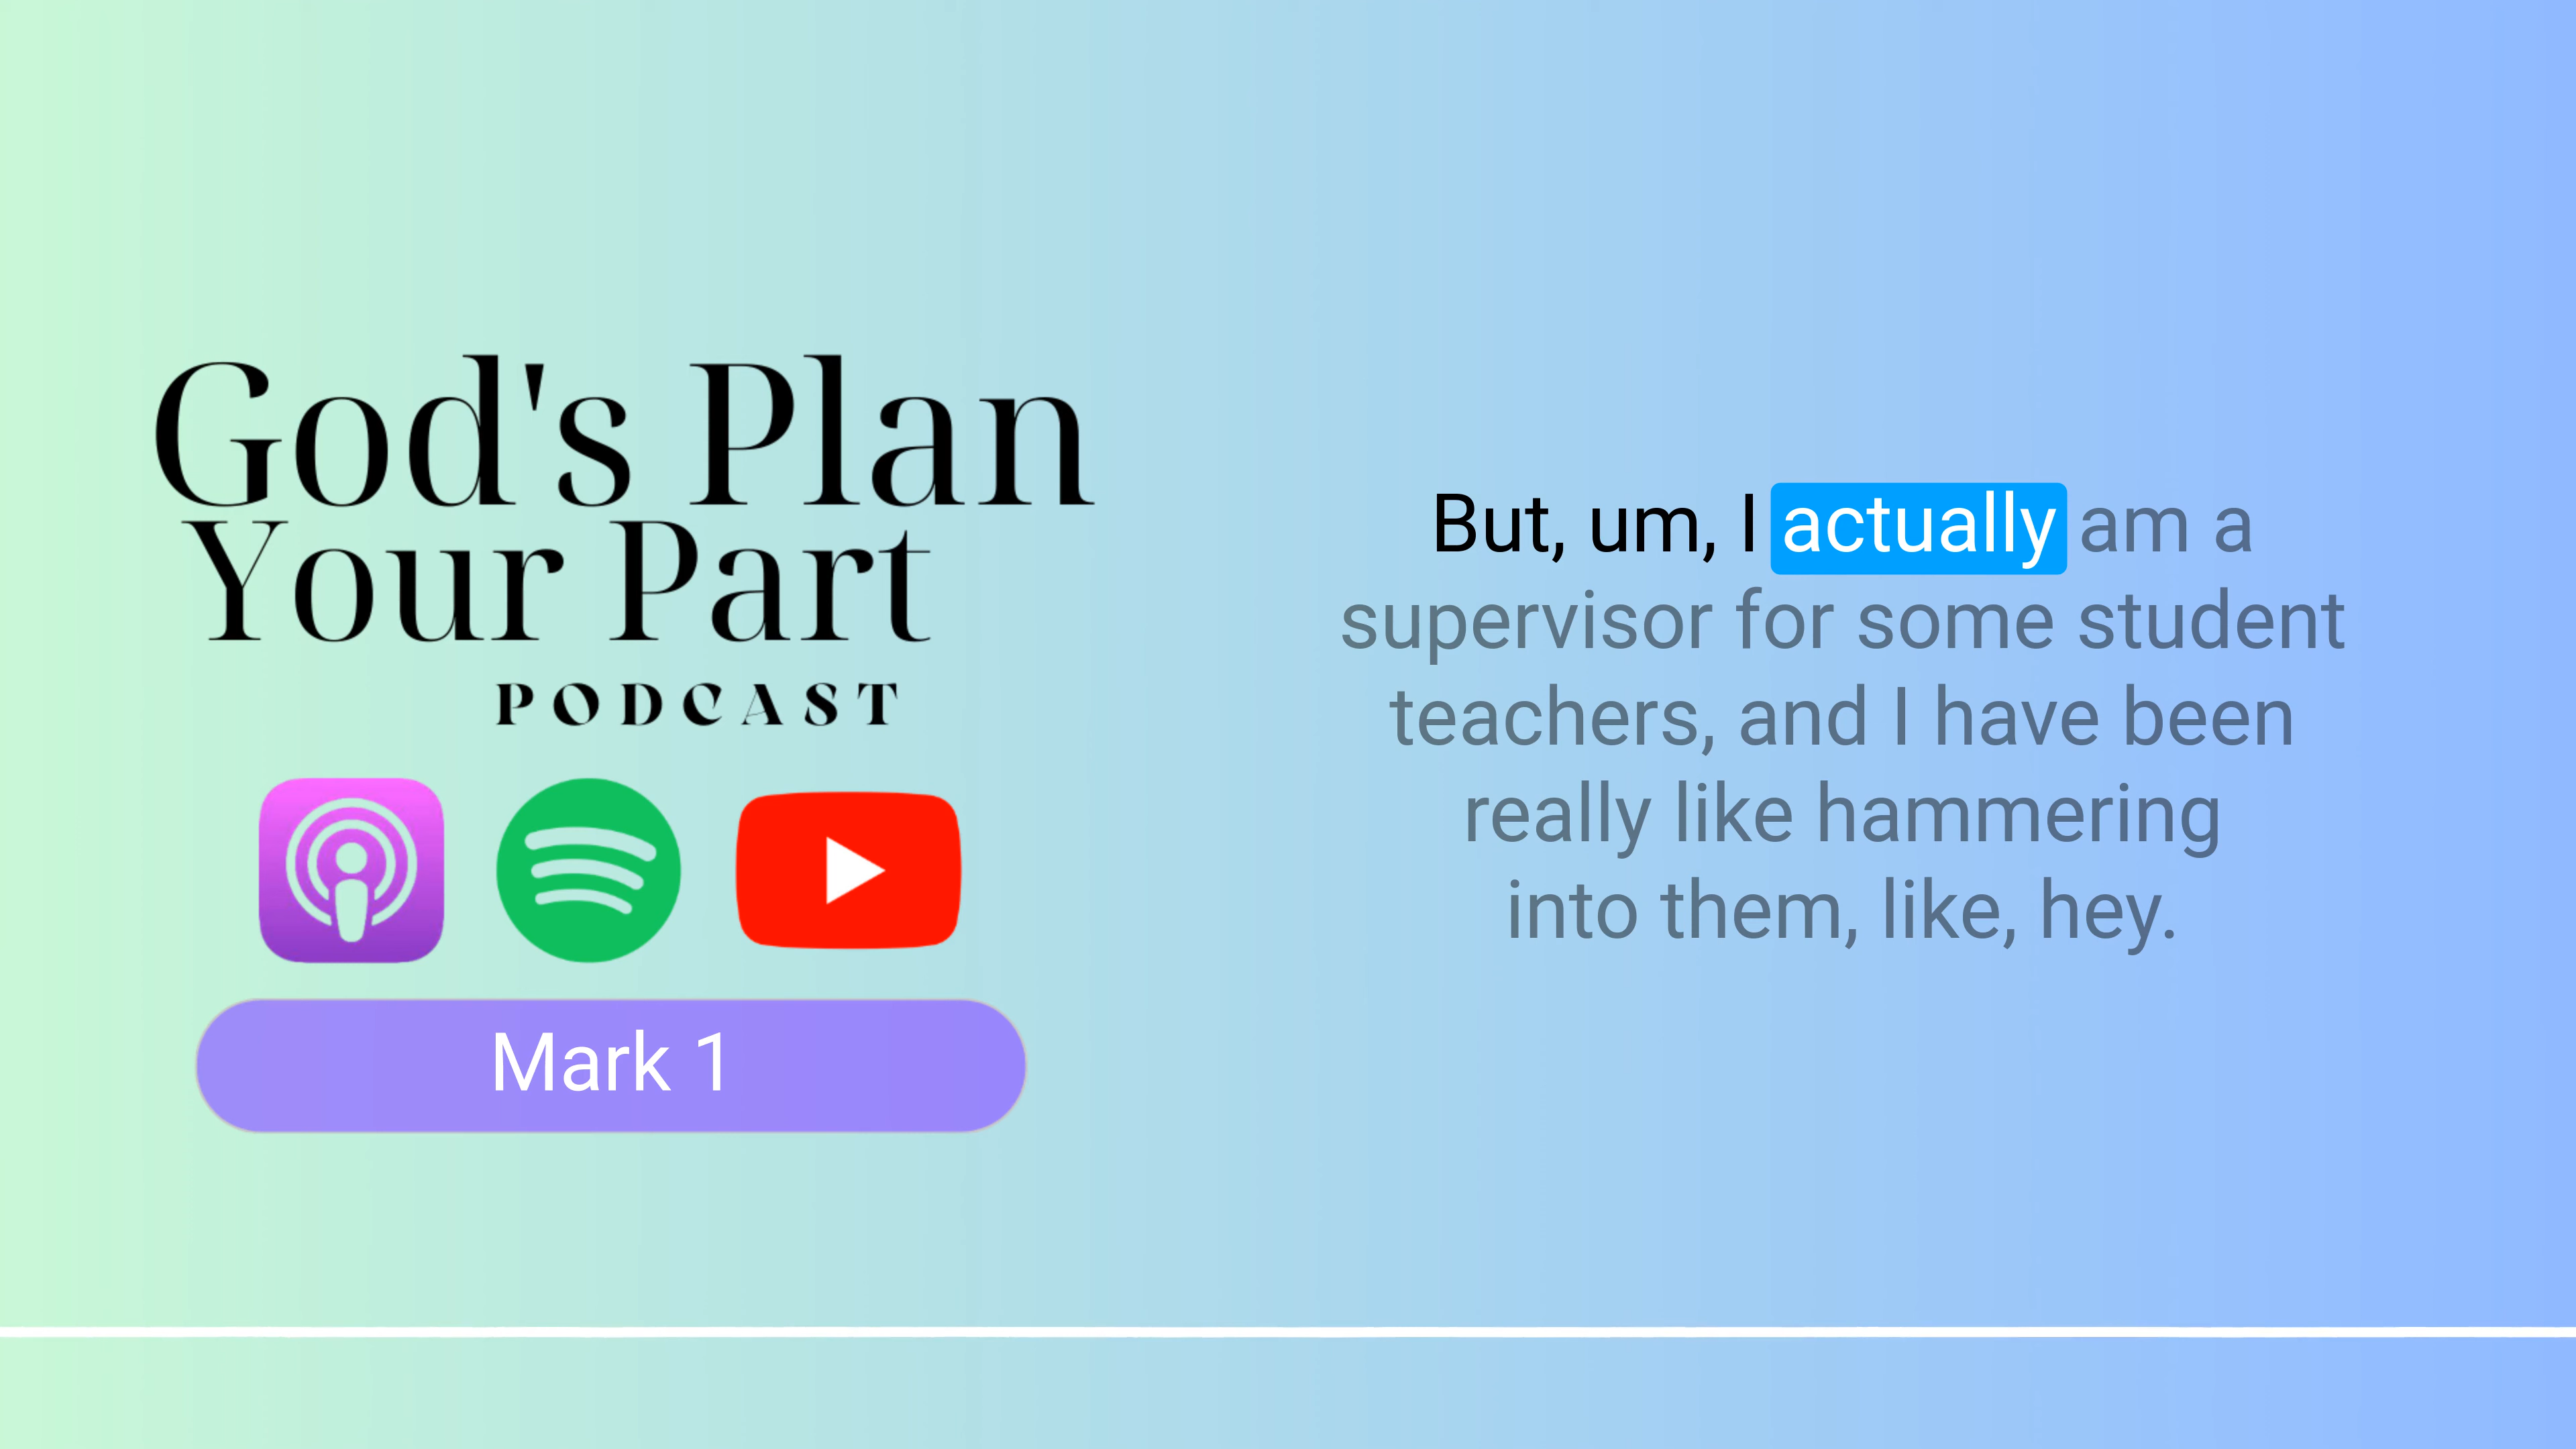 God's Plan
Your Part
PODCAST
Mark 1
But, um, I actually am a
supervisor for some student
teachers, and I have been
really like hammering
into them, like, hey.